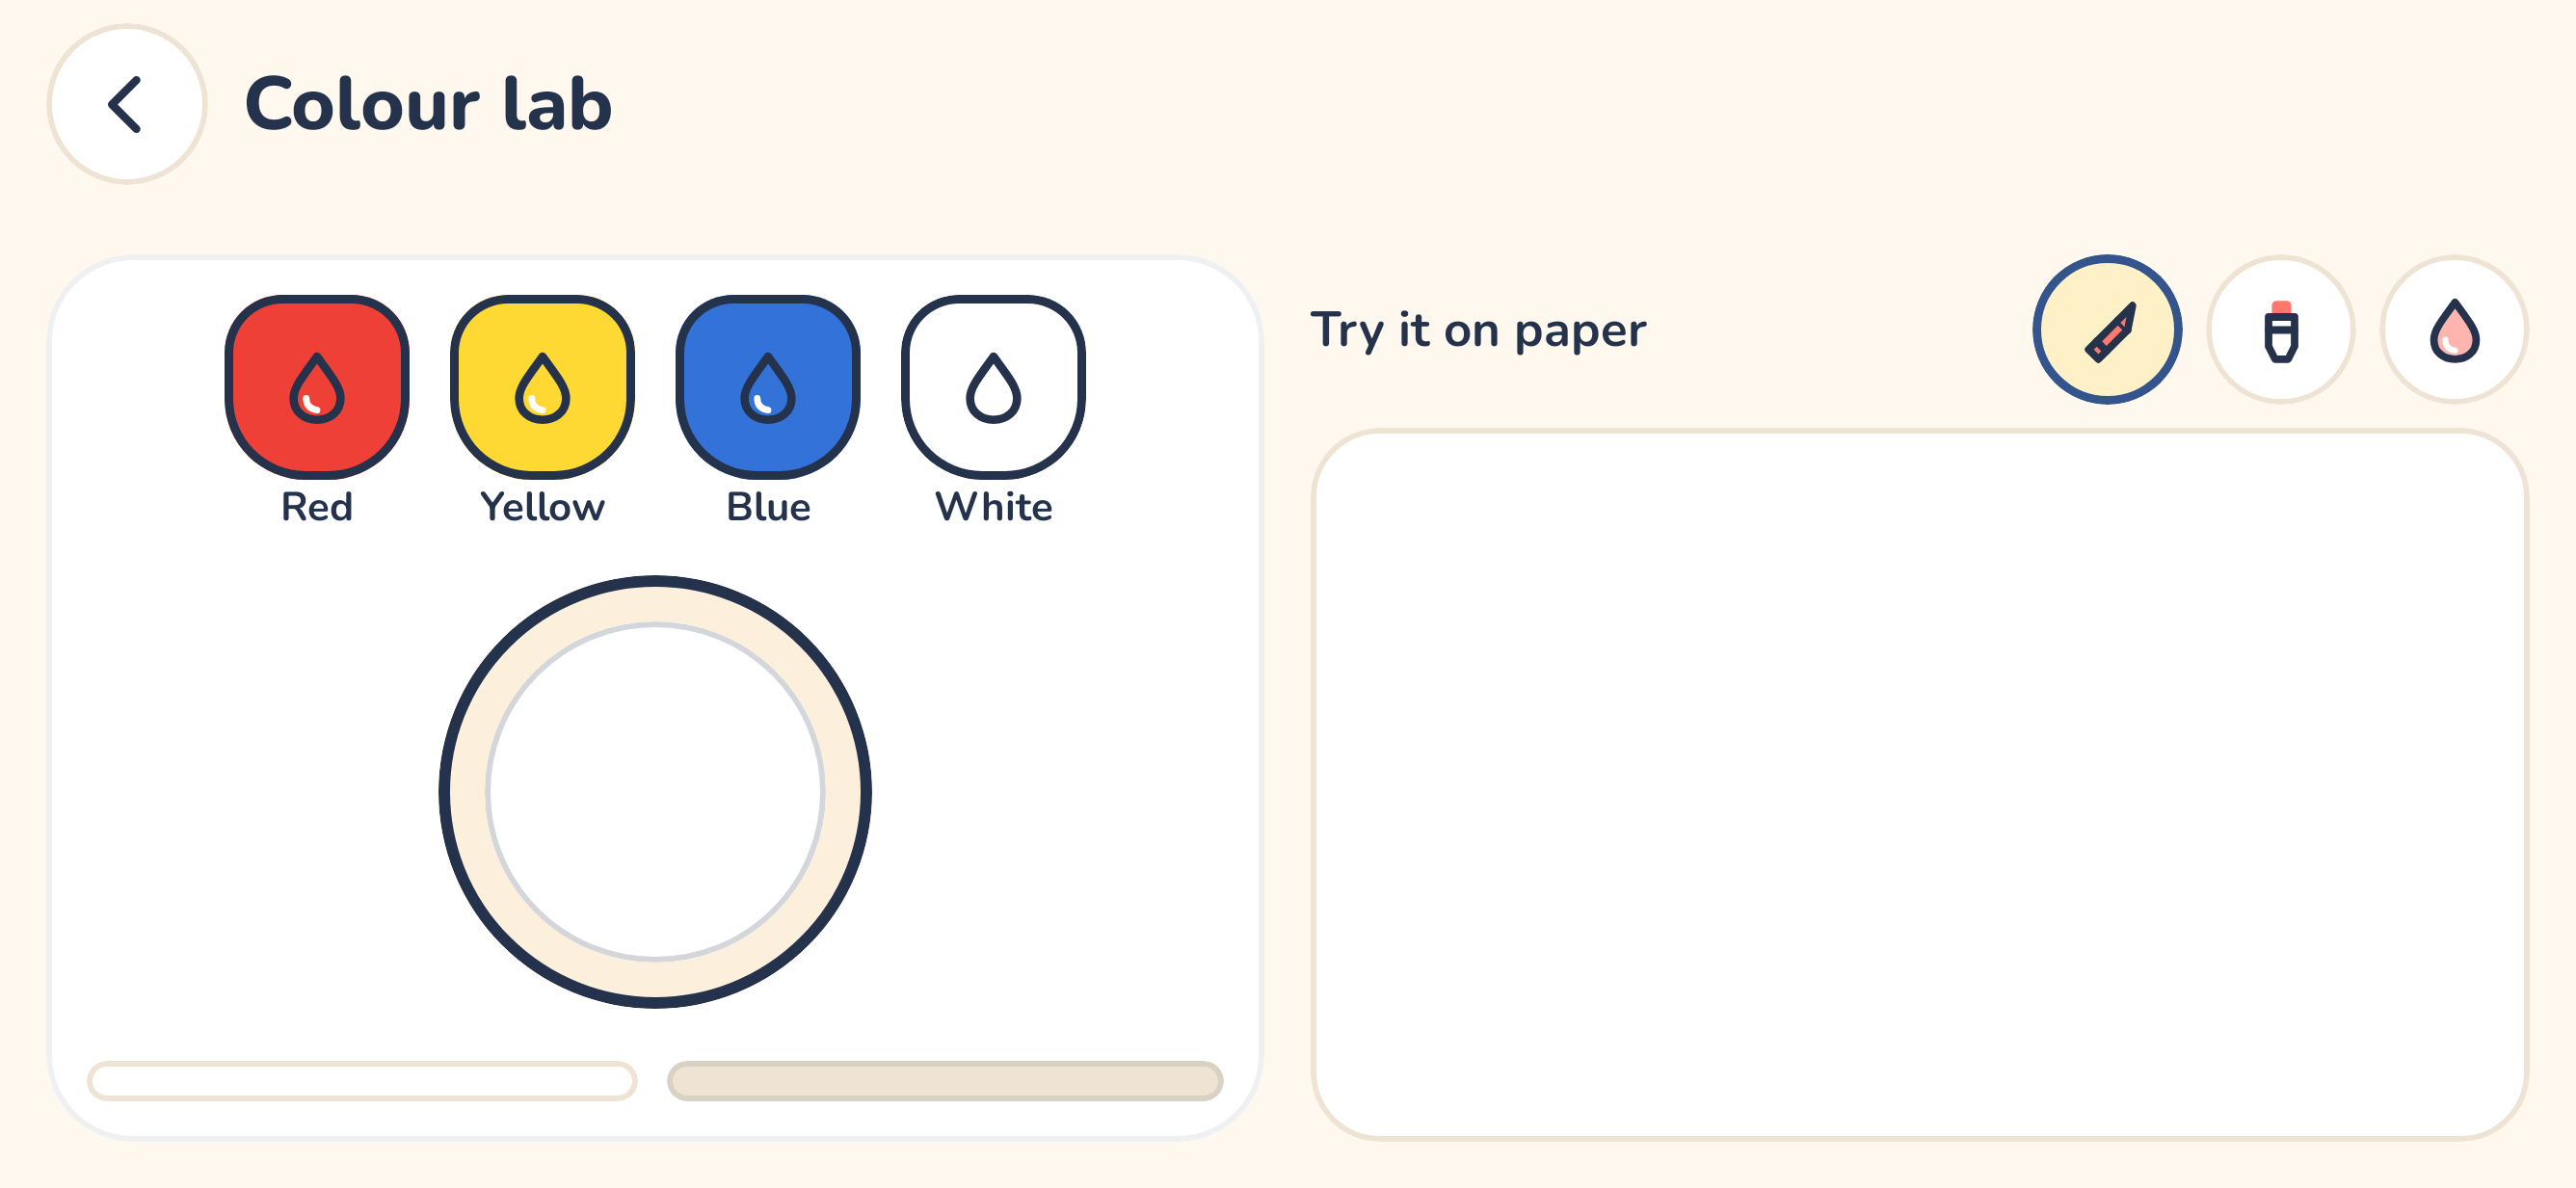 Colour lab
Try it on paper
Red
Yellow
Blue
White